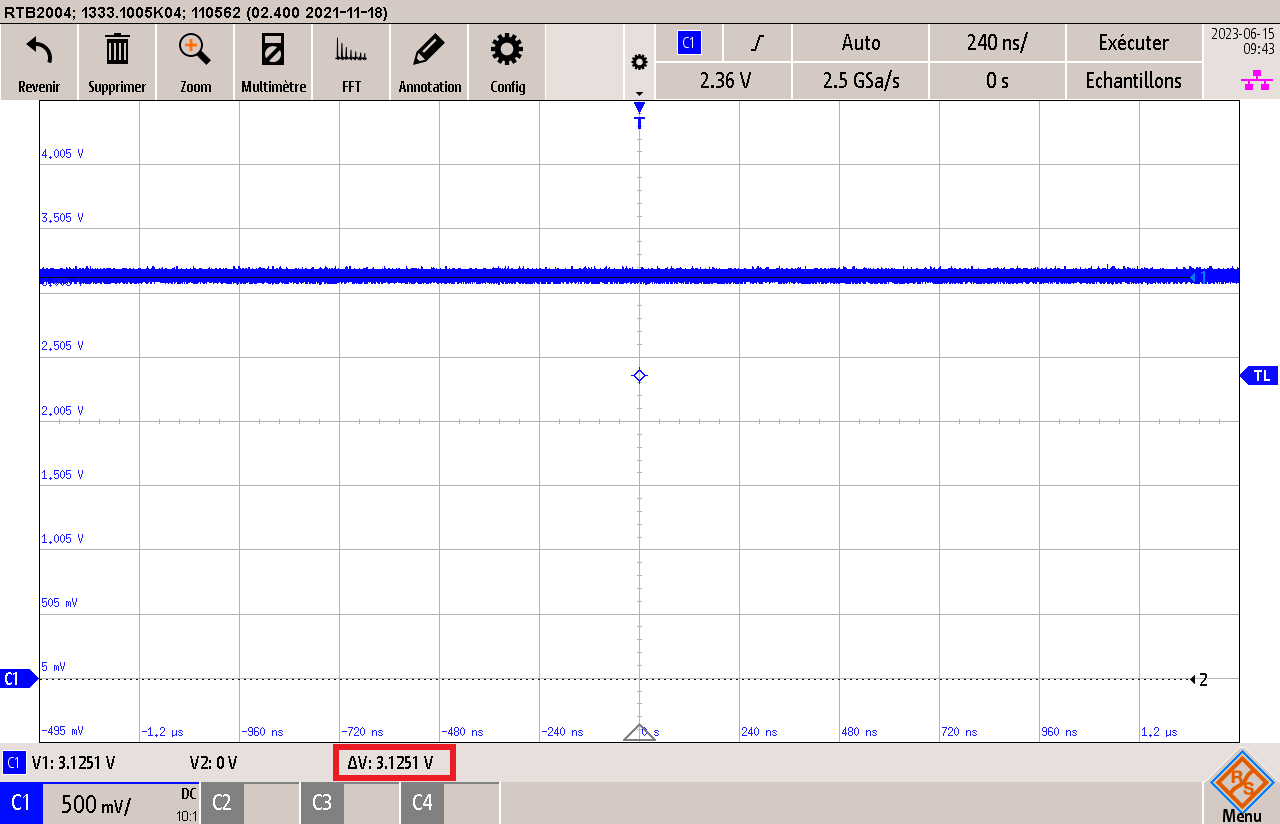 RTB2004; 1333.1005K04; 110562 (02.400 2021-11-18)
Revenir
Supprimer
Zoom
Multimètre
FFT
Annotation
Config
C1
Auto
240 ns/
Exécuter
2.36 V
2.5 GSa/s
0 s
Echantillons
2023-06-15
09:43
T
4.005 V
3.505 V
1
2.505 V
TL
2.005 V
1.505 V
1.005 V
505 mV
5 mV
C1
2
-495 mV
-1.2 µs
-960 ns
-720 ns
-480 ns
-240 ns
0 s
240 ns
480 ns
720 ns
960 ns
1.2 µs
C1 V1: 3.1251 V
V2: 0 V
ΔV: 3.1251 V
C1
500 mV/
DC
10:1
C2
C3
C4
R
S
Menu